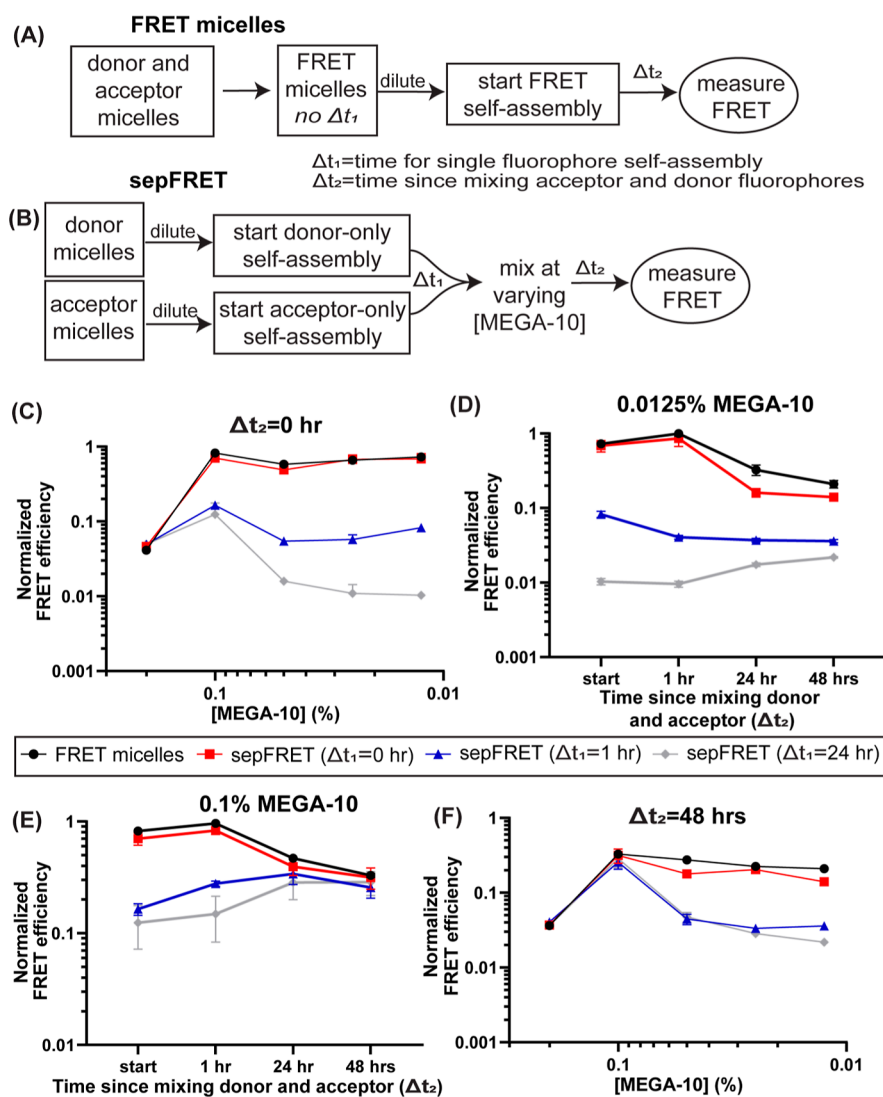 (A)
FRET micelles
donor and
acceptor
micelles
FRET
micelles
no Δt₁
dilute
start FRET
self-assembly
Δt₂
measure
FRET
Δt₁=time for single fluorophore self-assembly
Δt₂=time since mixing acceptor and donor fluorophores
sepFRET
(B)
donor
micelles
dilute
start donor-only
self-assembly
acceptor
micelles
dilute
start acceptor-only
self-assembly
Δt₁
mix at
varying
[MEGA-10]
Δt₂
measure
FRET
(C)
Δt₂=0 hr
Normalized
FRET efficiency
1
0.1
0.01
0.001
0.1
0.01
[MEGA-10] (%)
(D)
0.0125% MEGA-10
Normalized
FRET efficiency
1
0.1
0.01
0.001
start
1 hr
24 hr
48 hrs
Time since mixing donor
and acceptor (Δt₂)
FRET micelles
sepFRET (Δt₁=0 hr)
sepFRET (Δt₁=1 hr)
sepFRET (Δt₁=24 hr)
(E)
0.1% MEGA-10
Normalized
FRET efficiency
1
0.1
0.01
start
1 hr
24 hr
48 hrs
Time since mixing donor and acceptor (Δt₂)
(F)
Δt₂=48 hrs
Normalized
FRET efficiency
1
0.1
0.01
0.001
0.1
0.01
[MEGA-10] (%)